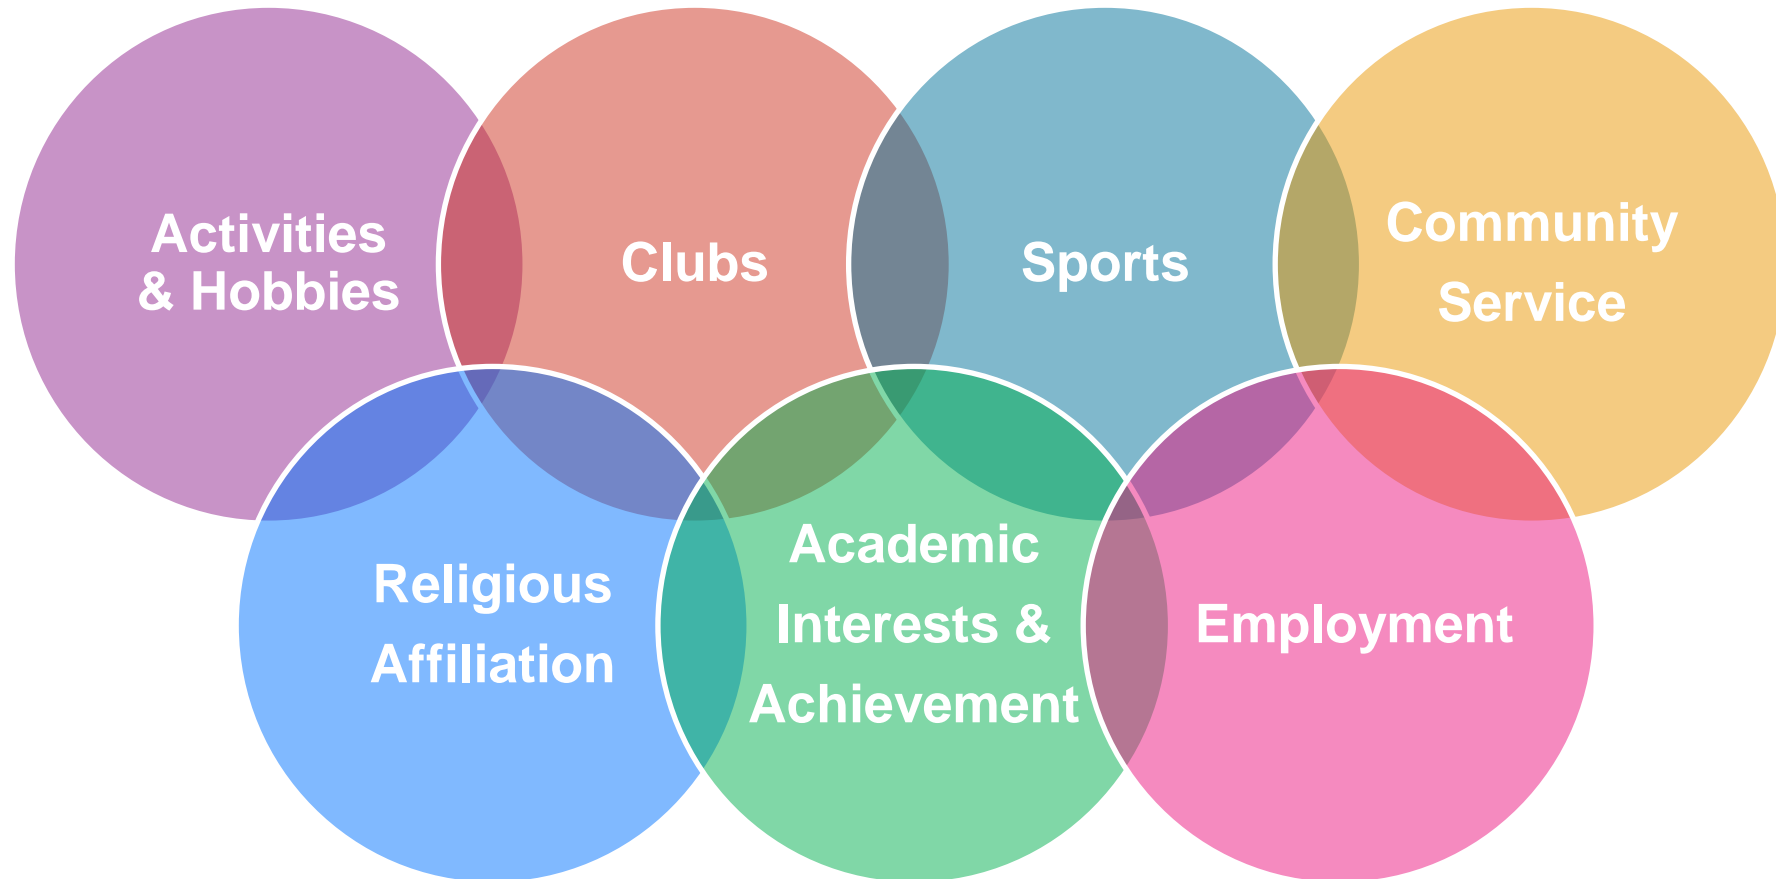 Activities
& Hobbies
Clubs
Sports
Community
Service
Religious
Affiliation
Academic
Interests &
Achievement
Employment